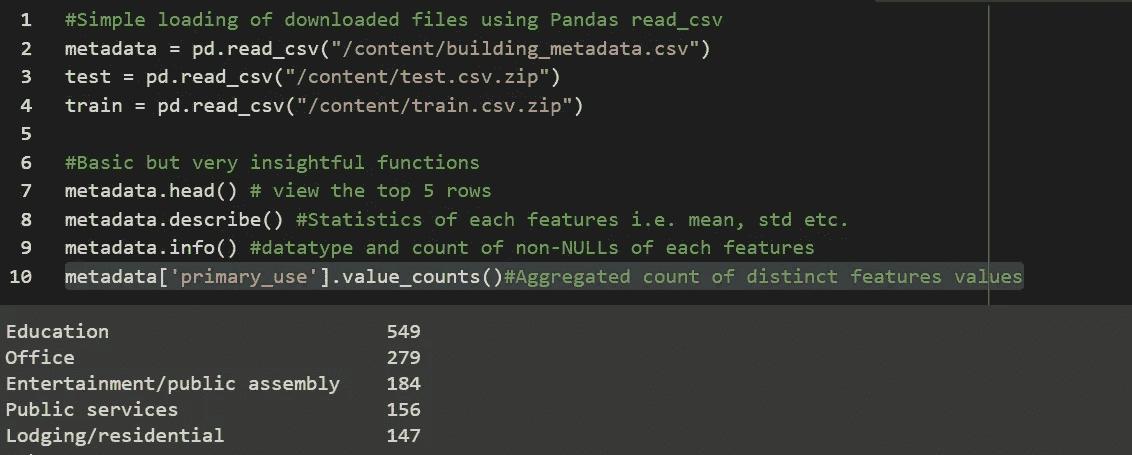 1 #Simple loading of downloaded files using Pandas read_csv
2 metadata = pd.read_csv("/content/building_metadata.csv")
3 test = pd.read_csv("/content/test.csv.zip")
4 train = pd.read_csv("/content/train.csv.zip")
5
6 #Basic but very insightful functions
7 metadata.head() # view the top 5 rows
8 metadata.describe() #Statistics of each features i.e. mean, std etc.
9 metadata.info() #datatype and count of non-NULLs of each features
10 metadata['primary_use'].value_counts()#Aggregated count of distinct features values
Education 549
Office 279
Entertainment/public assembly 184
Public services 156
Lodging/residential 147